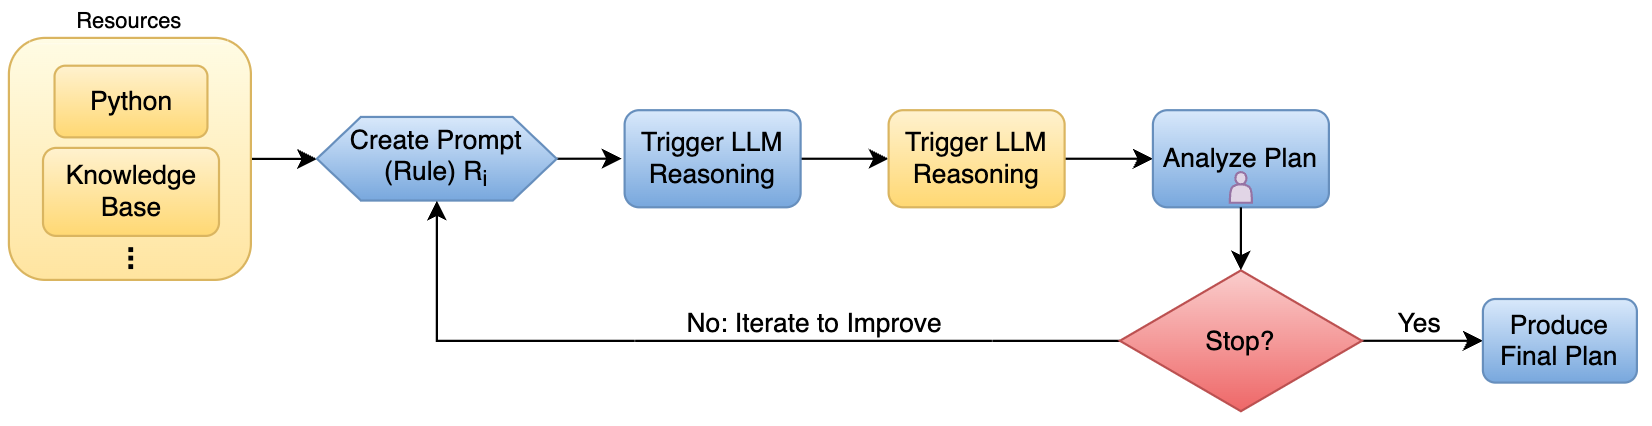 Resources
Python
Knowledge
Base
Create Prompt
(Rule) Ri
Trigger LLM
Reasoning
Trigger LLM
Reasoning
Analyze Plan
No: Iterate to Improve
Stop?
Yes
Produce
Final Plan